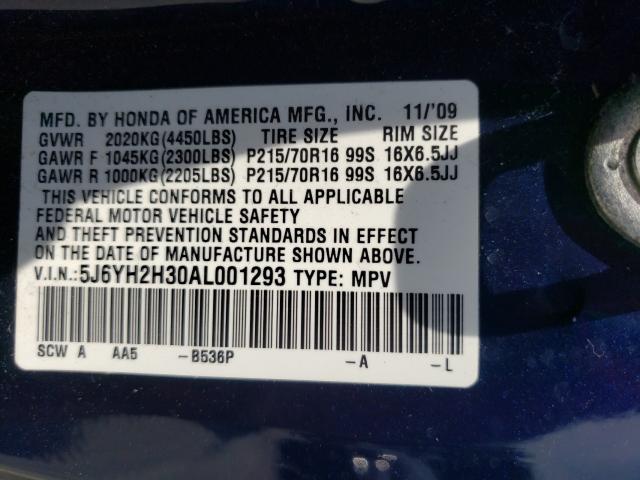 MFD. BY HONDA OF AMERICA MFG., INC. 11/'09
GVWR 2020KG(4450LBS) TIRE SIZE RIM SIZE
GAWR F 1045KG(2300LBS) P215/70R16 99S 16X6.5JJ
GAWR R 1000KG(2205LBS) P215/70R16 99S 16X6.5JJ
THIS VEHICLE CONFORMS TO ALL APPLICABLE
FEDERAL MOTOR VEHICLE SAFETY
AND THEFT PREVENTION STANDARDS IN EFFECT
ON THE DATE OF MANUFACTURE SHOWN ABOVE.
V.I.N.:5J6YH2H30AL001293 TYPE: MPV
SCW A AA5 -B536P -A -L